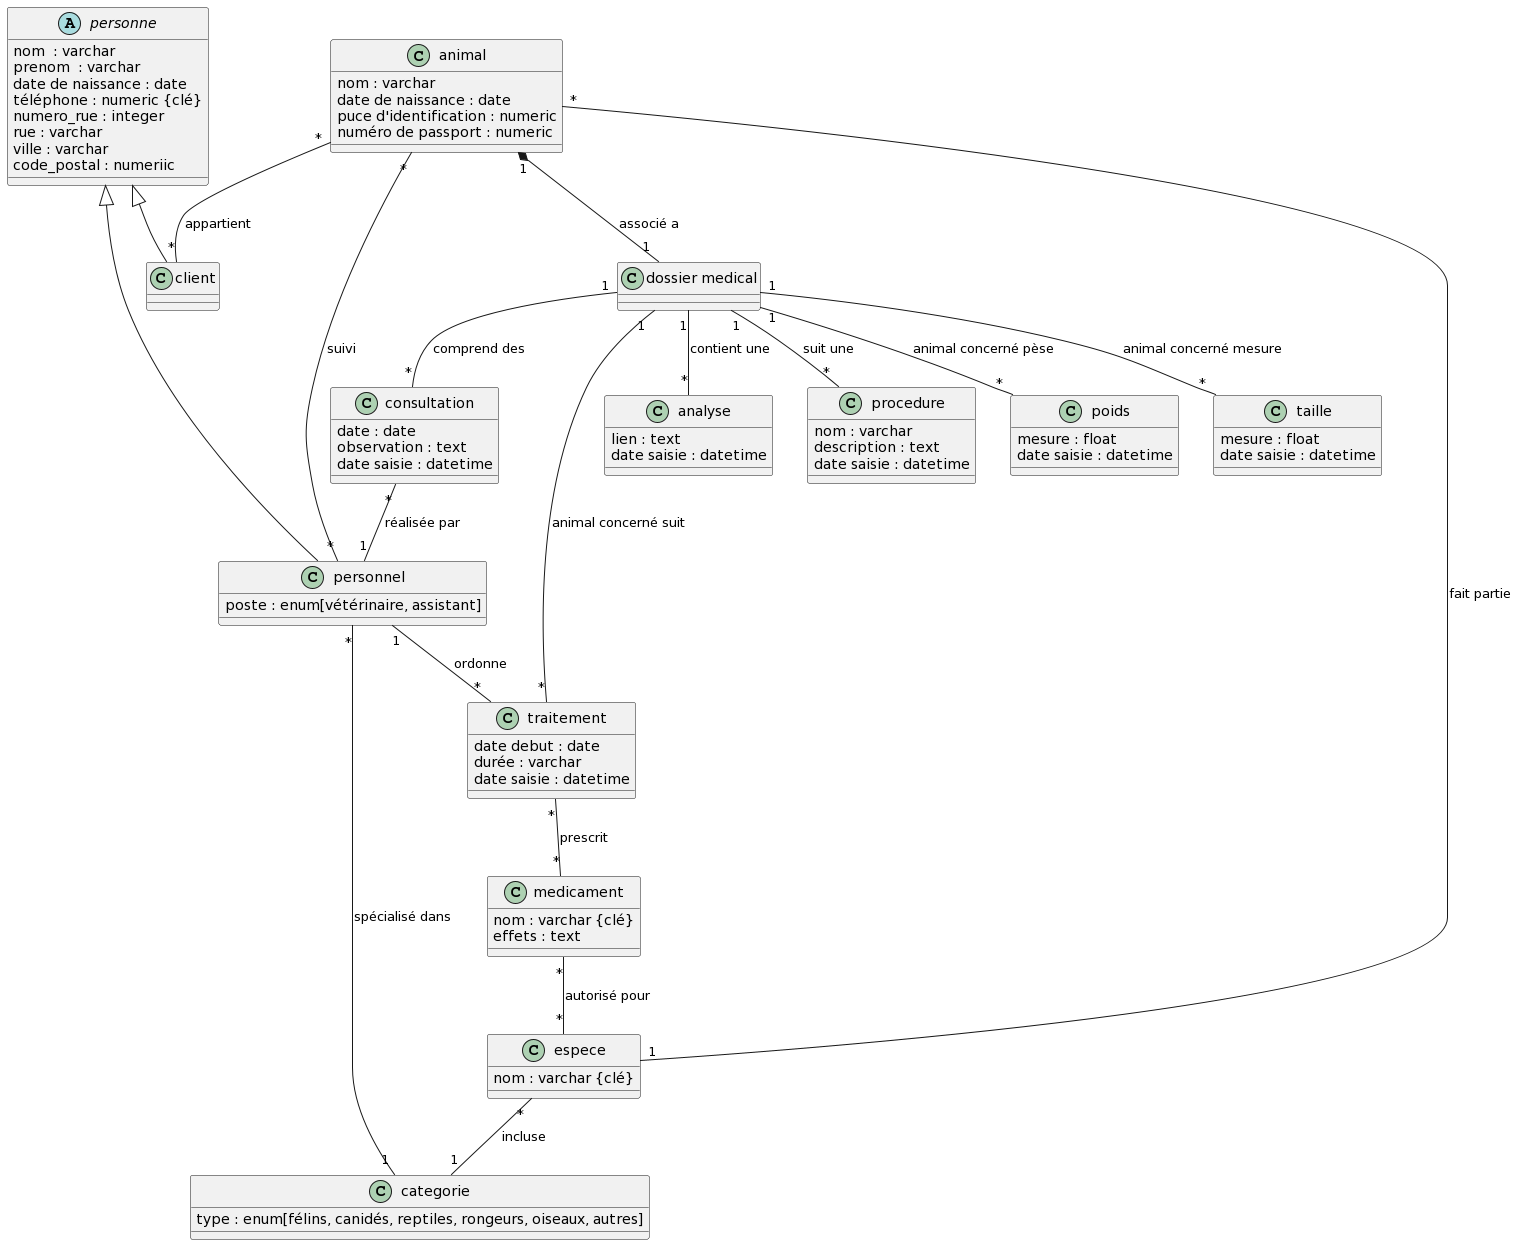 A personne
nom : varchar
prenom : varchar
date de naissance : date
téléphone : numeric {clé}
numero_rue : integer
rue : varchar
ville : varchar
code_postal : numeriic
C animal
nom : varchar
date de naissance : date
puce d'identification : numeric
numéro de passport : numeric
*
*
*
1
appartient
associé a
*
1
C client
C dossier medical
1
1
1
1
1
1
suivi
comprend des
contient une
suit une
animal concerné pèse
animal concerné mesure
*
*
*
*
*
C consultation
date : date
observation : text
date saisie : datetime
C analyse
lien : text
date saisie : datetime
C procedure
nom : varchar
description : text
date saisie : datetime
C poids
mesure : float
date saisie : datetime
C taille
mesure : float
date saisie : datetime
*
réalisée par
animal concerné suit
*
1
fait partie
C personnel
poste : enum[vétérinaire, assistant]
*
1
ordonne
*
*
C traitement
date debut : date
durée : varchar
date saisie : datetime
*
prescrit
*
C medicament
nom : varchar {clé}
effets : text
spécialisé dans
*
autorisé pour
*
C espece
nom : varchar {clé}
1
*
incluse
1
1
C categorie
type : enum[félins, canidés, reptiles, rongeurs, oiseaux, autres]